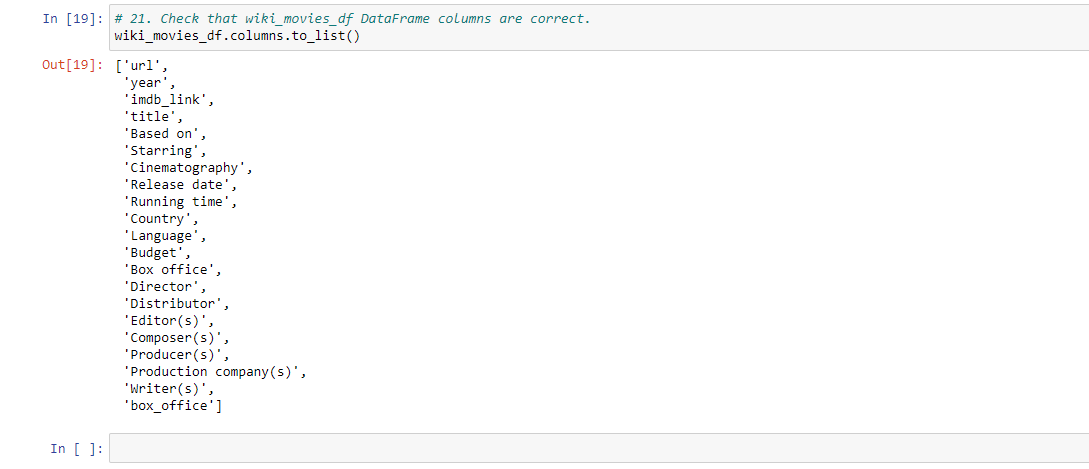 In [19]: # 21. Check that wiki_movies_df DataFrame columns are correct.
wiki_movies_df.columns.to_list()
Out[19]: ['url',
'year',
'imdb_link',
'title',
'Based on',
'Starring',
'Cinematography',
'Release date',
'Running time',
'Country',
'Language',
'Budget',
'Box office',
'Director',
'Distributor',
'Editor(s)',
'Composer(s)',
'Producer(s)',
'Production company(s)',
'Writer(s)',
'box_office']
In [ ]: